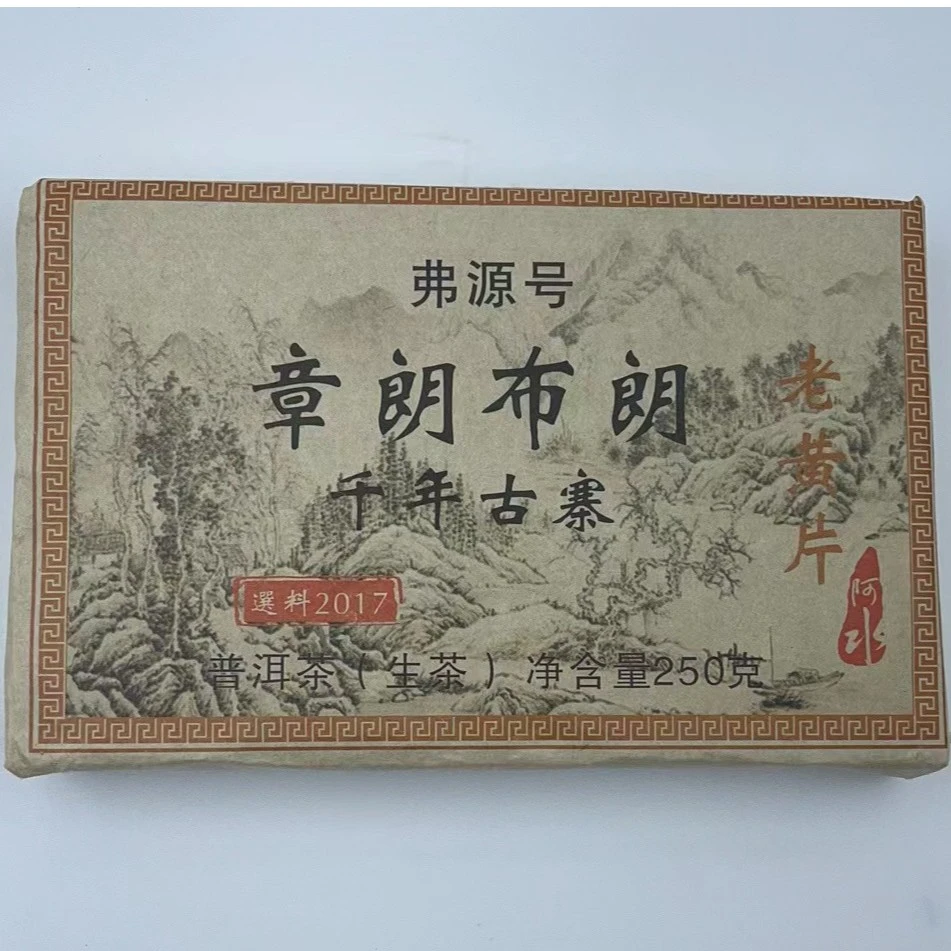 弗源号
章朗布朗
千年古寨
老黄片
選料2017
阿水
普洱茶（生茶）净含量250克